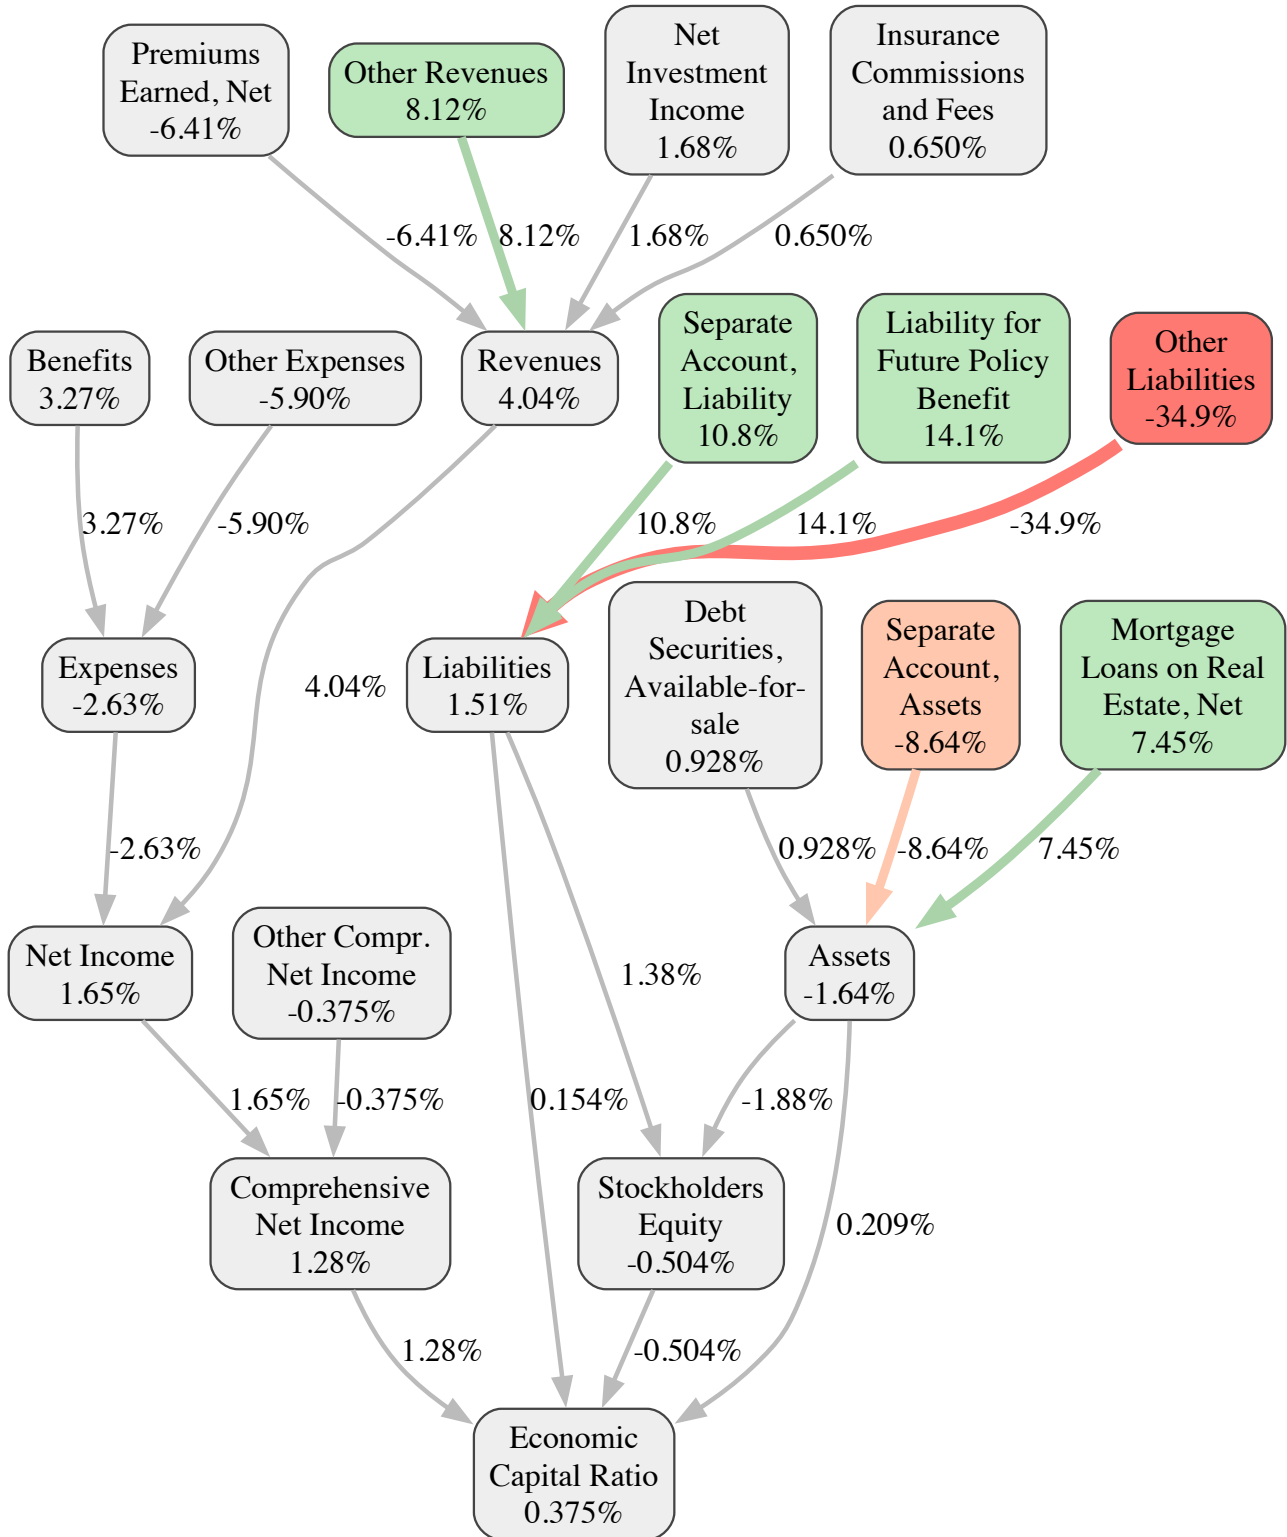 Premiums
Earned, Net
-6.41%
Other Revenues
8.12%
Net
Investment
Income
1.68%
Insurance
Commissions
and Fees
0.650%
-6.41%
8.12%
1.68%
0.650%
Benefits
3.27%
Other Expenses
-5.90%
Revenues
4.04%
Separate
Account,
Liability
10.8%
Liability for
Future Policy
Benefit
14.1%
Other
Liabilities
-34.9%
3.27%
-5.90%
10.8%
14.1%
-34.9%
Expenses
-2.63%
4.04%
Liabilities
1.51%
Debt
Securities,
Available-for-
sale
0.928%
Separate
Account,
Assets
-8.64%
Mortgage
Loans on Real
Estate, Net
7.45%
-2.63%
0.928%
-8.64%
7.45%
Net Income
1.65%
Other Compr.
Net Income
-0.375%
1.38%
Assets
-1.64%
1.65%
-0.375%
0.154%
-1.88%
Comprehensive
Net Income
1.28%
Stockholders
Equity
-0.504%
0.209%
1.28%
-0.504%
Economic
Capital Ratio
0.375%